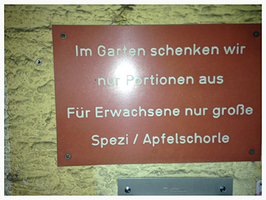 Im Garten schenken wir
nur Portionen aus
Für Erwachsene nur große
Spezi / Apfelschorle